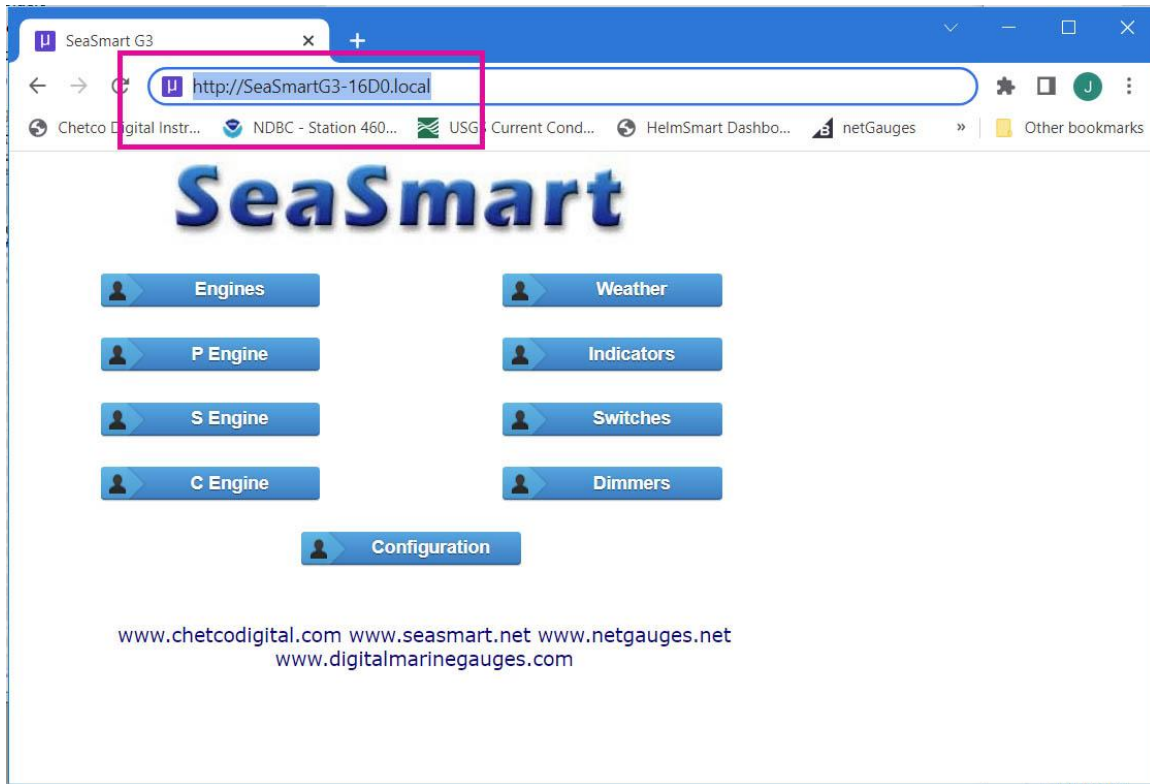 µ SeaSmart G3
µ http://SeaSmartG3-16D0.local
J
Chetco Digital Instr... NDBC - Station 460... USGS Current Cond... HelmSmart Dashbo... netGauges » Other bookmarks
SeaSmart
Engines Weather
P Engine Indicators
S Engine Switches
C Engine Dimmers
Configuration
www.chetcodigital.com www.seasmart.net www.netgauges.net
www.digitalmarinegauges.com